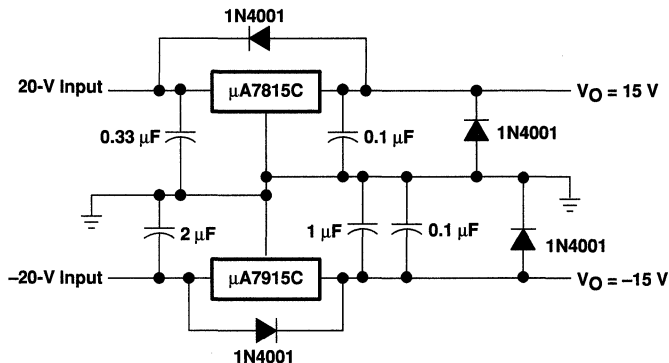 1N4001
20-V Input
µA7815C
V_O = 15 V
0.33 µF
0.1 µF
1N4001
2 µF
1 µF
0.1 µF
1N4001
–20-V Input
µA7915C
V_O = –15 V
1N4001